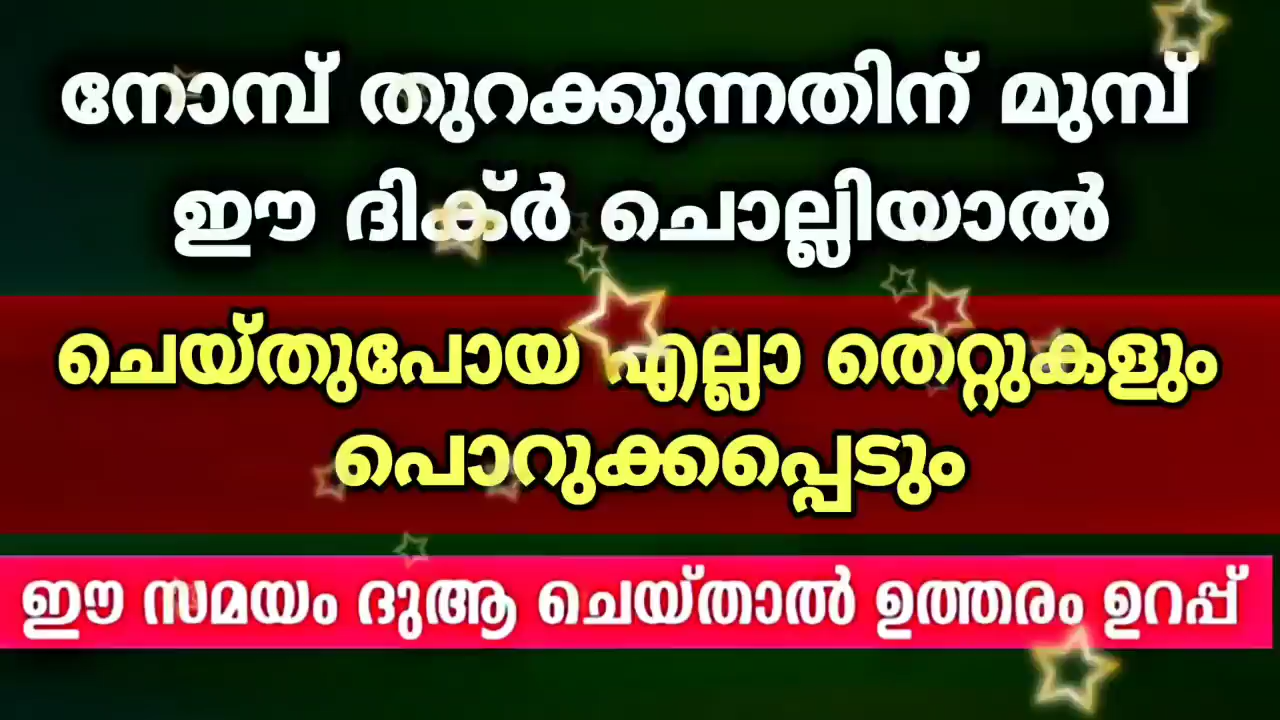 നോമ്പ് തുറക്കുന്നതിന് മുമ്പ്
ഈ ദിക്ർ ചൊല്ലിയാൽ
ചെയ്തുപോയ എല്ലാ തെറ്റുകളും
പൊറുക്കപ്പെടും
ഈ സമയം ദുആ ചെയ്താൽ ഉത്തരം ഉറപ്പ്